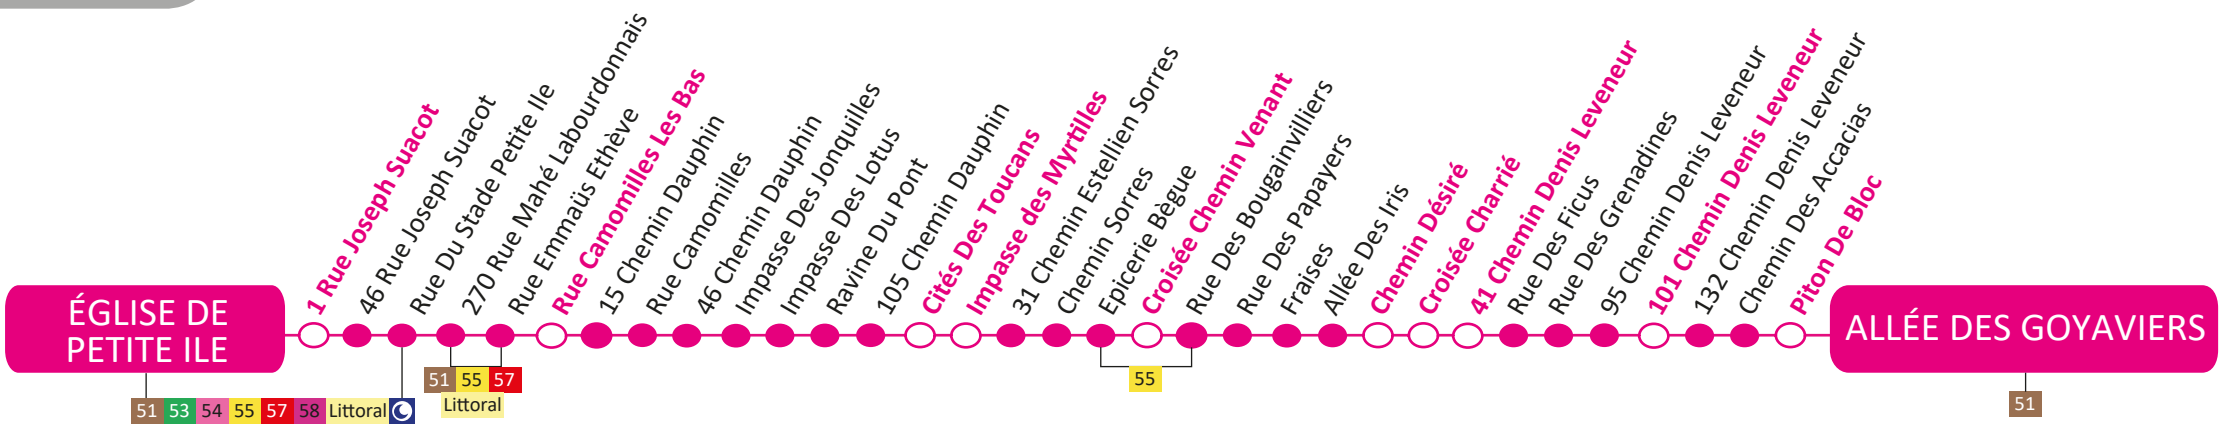 ÉGLISE DE
PETITE ILE
1 Rue Joseph Suacot
46 Rue Joseph Suacot
Rue Du Stade Petite Ile
270 Rue Mahé Labourdonnais
Rue Emmaüs Ethève
Rue Camomilles Les Bas
15 Chemin Dauphin
Rue Camomilles
46 Chemin Dauphin
Impasse Des Jonquilles
Impasse Des Lotus
Ravine Du Pont
105 Chemin Dauphin
Cités Des Toucans
Impasse des Myrtilles
31 Chemin Estellien Sorres
Chemin Sorres
Epicerie Bègue
Croisée Chemin Venant
Rue Des Bougainvilliers
Rue Des Papayers
Fraises
Allée Des Iris
Chemin Désiré
Croisée Charrié
41 Chemin Denis Leveneur
Rue Des Ficus
Rue Des Grenadines
95 Chemin Denis Leveneur
101 Chemin Denis Leveneur
132 Chemin Denis Leveneur
Chemin Des Accacias
Piton De Bloc
ALLÉE DES GOYAVIERS
51 53 54 55 57 58 Littoral
51 55 57
Littoral
55
51